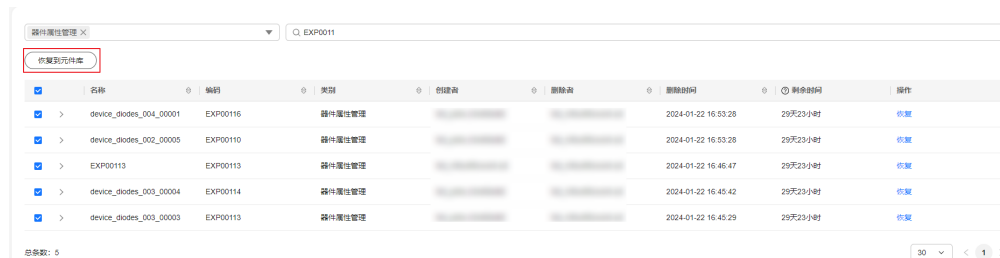 器件属性管理 × EXP0011
恢复到元件库
名称 编码 类别 创建者 删除者 删除时间 剩余时间 操作
device_diodes_004_00001 EXP00116 器件属性管理 2024-01-22 16:53:28 29天23小时 恢复
device_diodes_002_00005 EXP00110 器件属性管理 2024-01-22 16:53:28 29天23小时 恢复
EXP00113 EXP00113 器件属性管理 2024-01-22 16:46:47 29天23小时 恢复
device_diodes_003_00004 EXP00114 器件属性管理 2024-01-22 16:45:42 29天23小时 恢复
device_diodes_003_00003 EXP00113 器件属性管理 2024-01-22 16:45:29 29天23小时 恢复
总条数: 5 30 < 1